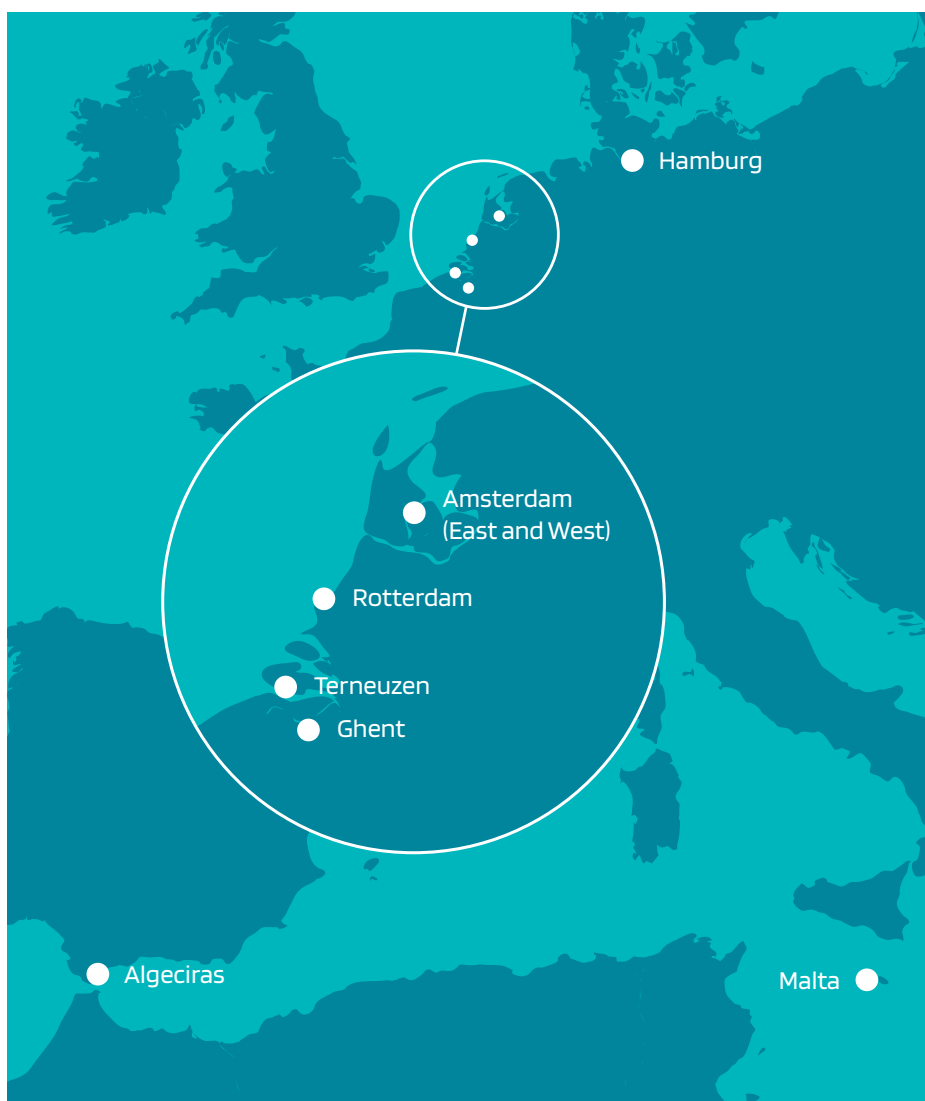 Hamburg
Amsterdam
(East and West)
Rotterdam
Terneuzen
Ghent
Algeciras
Malta